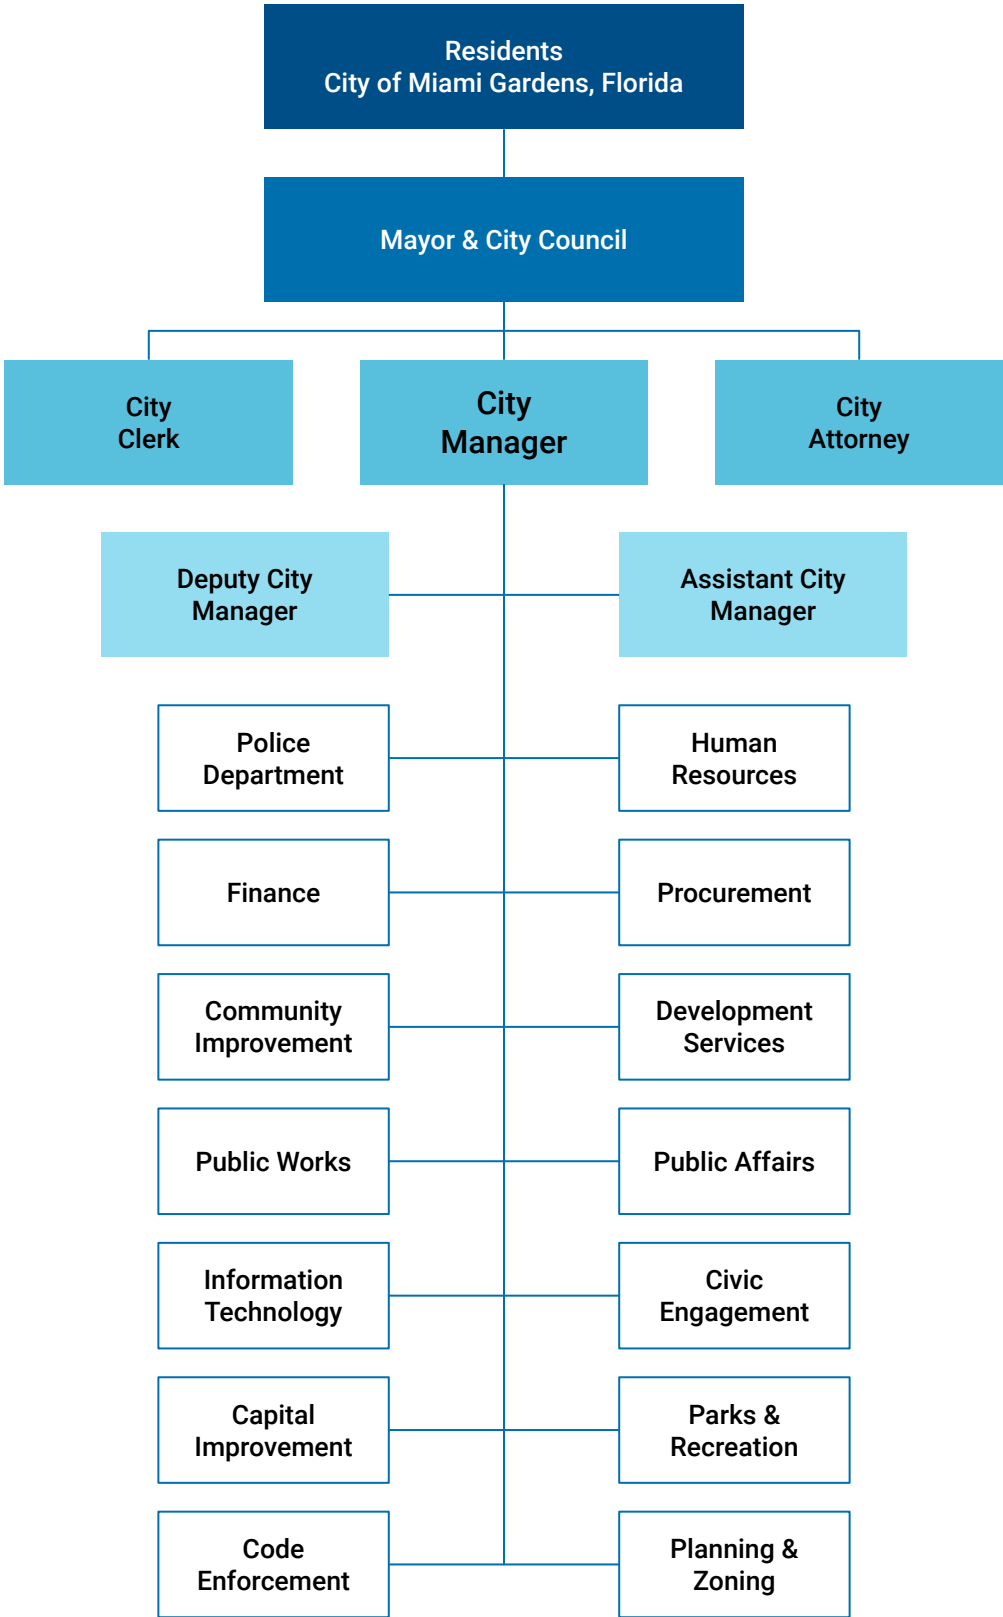 Residents
City of Miami Gardens, Florida
Mayor & City Council
City
Clerk
City
Manager
City
Attorney
Deputy City
Manager
Assistant City
Manager
Police
Department
Human
Resources
Finance
Procurement
Community
Improvement
Development
Services
Public Works
Public Affairs
Information
Technology
Civic
Engagement
Capital
Improvement
Parks &
Recreation
Code
Enforcement
Planning &
Zoning